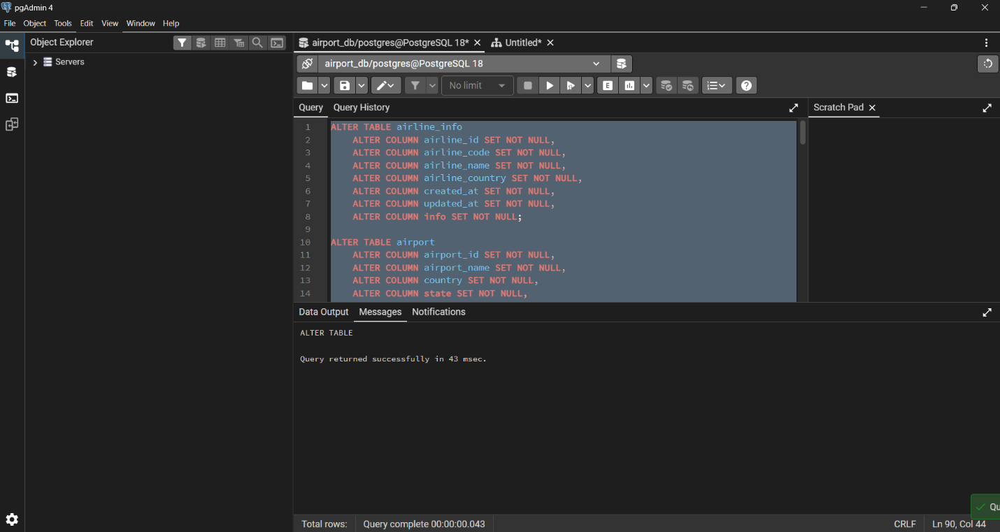 pgAdmin 4
File Object Tools Edit View Window Help
Object Explorer
airport_db/postgres@PostgreSQL 18*
Untitled*
Servers
airport_db/postgres@PostgreSQL 18
No limit
E
Query Query History
Scratch Pad
1 ALTER TABLE airline_info
2 ALTER COLUMN airline_id SET NOT NULL,
3 ALTER COLUMN airline_code SET NOT NULL,
4 ALTER COLUMN airline_name SET NOT NULL,
5 ALTER COLUMN airline_country SET NOT NULL,
6 ALTER COLUMN created_at SET NOT NULL,
7 ALTER COLUMN updated_at SET NOT NULL,
8 ALTER COLUMN info SET NOT NULL;
9
10 ALTER TABLE airport
11 ALTER COLUMN airport_id SET NOT NULL,
12 ALTER COLUMN airport_name SET NOT NULL,
13 ALTER COLUMN country SET NOT NULL,
14 ALTER COLUMN state SET NOT NULL,
Data Output Messages Notifications
ALTER TABLE
Query returned successfully in 43 msec.
Qu
Total rows: Query complete 00:00:00.043 CRLF Ln 90, Col 44